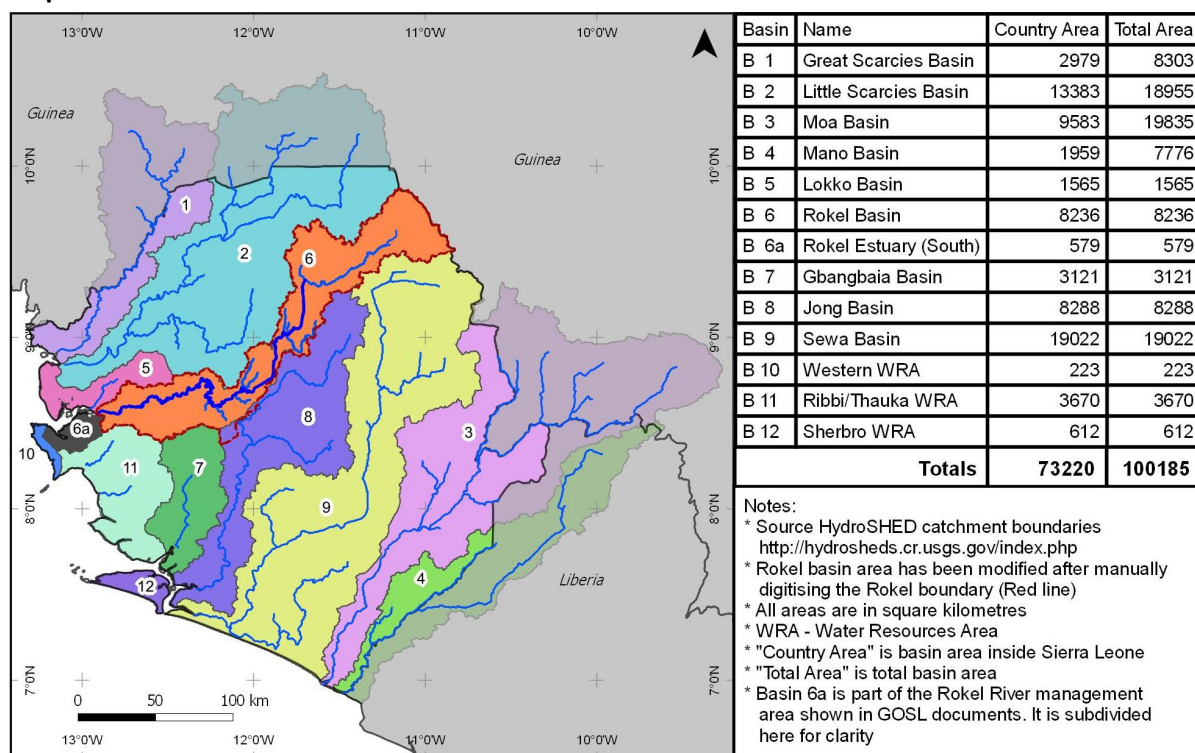 13°0'W 12°0'W 11°0'W 10°0'W
Guinea
Guinea
10°0'N
10°0'N
1
2
6
9°0'N
9°0'N
5
6a
8
3
10
11
7
8°0'N
9
8°0'N
12
4
Liberia
7°0'N
7°0'N
0 50 100 km
13°0'W 12°0'W 11°0'W 10°0'W
Basin Name Country Area Total Area
B 1 Great Scarcies Basin 2979 8303
B 2 Little Scarcies Basin 13383 18955
B 3 Moa Basin 9583 19835
B 4 Mano Basin 1959 7776
B 5 Lokko Basin 1565 1565
B 6 Rokel Basin 8236 8236
B 6a Rokel Estuary (South) 579 579
B 7 Gbangbaia Basin 3121 3121
B 8 Jong Basin 8288 8288
B 9 Sewa Basin 19022 19022
B 10 Western WRA 223 223
B 11 Ribbi/Thauka WRA 3670 3670
B 12 Sherbro WRA 612 612
Totals 73220 100185
Notes:
* Source HydroSHED catchment boundaries
http://hydrosheds.cr.usgs.gov/index.php
* Rokel basin area has been modified after manually
digitising the Rokel boundary (Red line)
* All areas are in square kilometres
* WRA - Water Resources Area
* "Country Area" is basin area inside Sierra Leone
* "Total Area" is total basin area
* Basin 6a is part of the Rokel River management
area shown in GOSL documents. It is subdivided
here for clarity